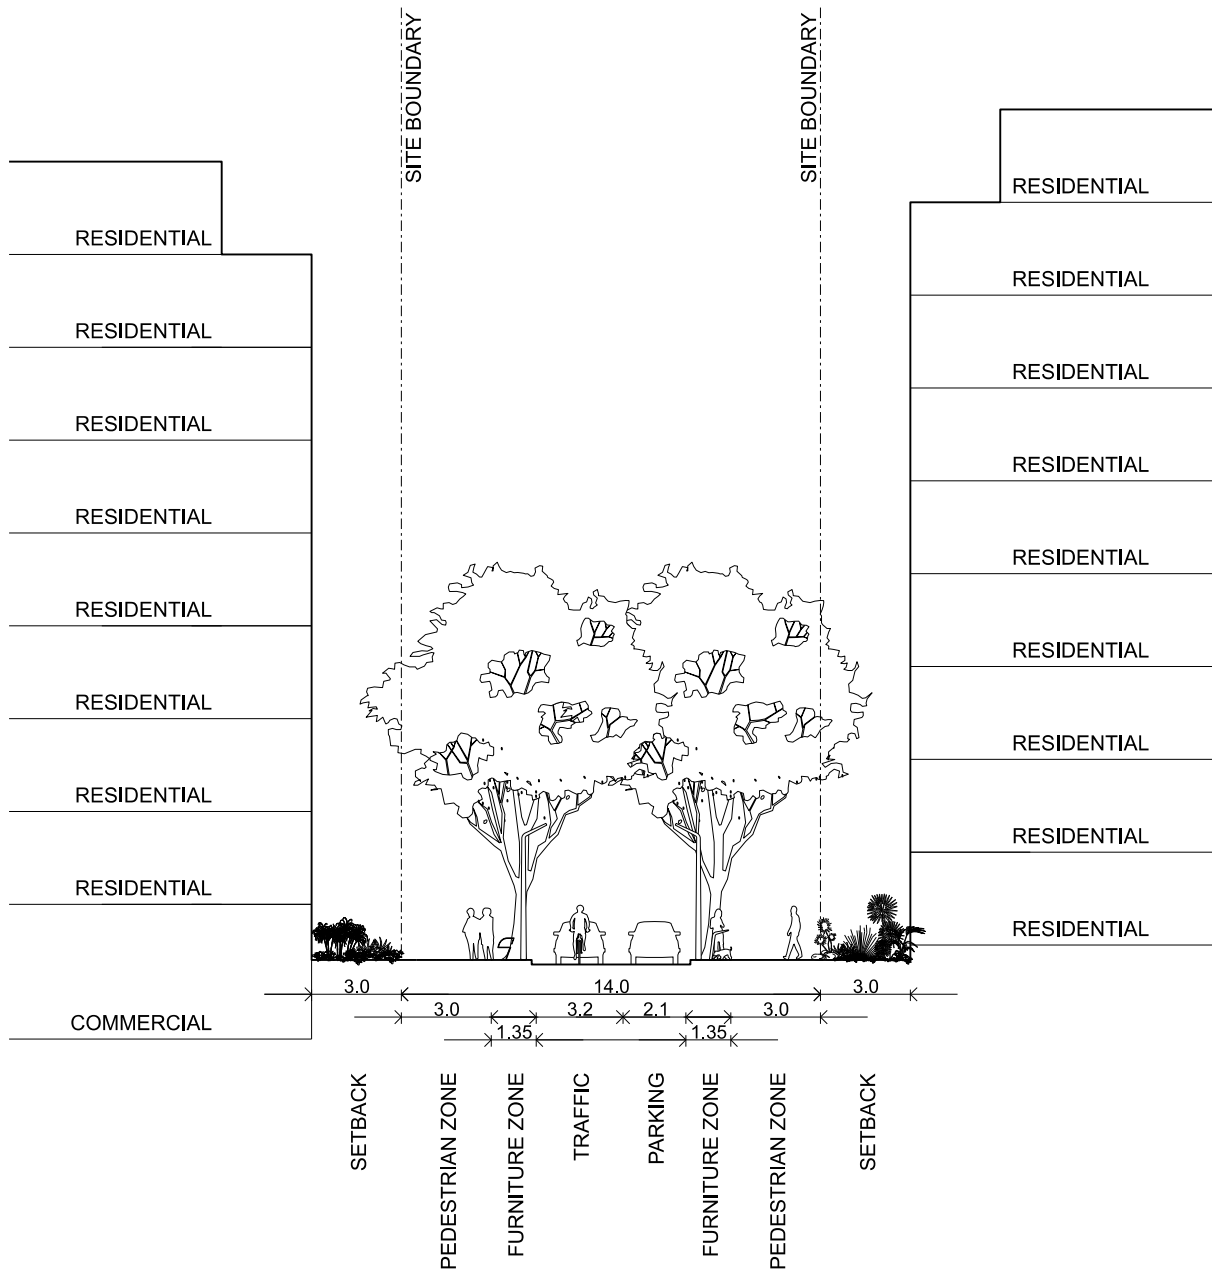 SITE BOUNDARY
SITE BOUNDARY
RESIDENTIAL
RESIDENTIAL
RESIDENTIAL
RESIDENTIAL
RESIDENTIAL
RESIDENTIAL
RESIDENTIAL
RESIDENTIAL
COMMERCIAL
RESIDENTIAL
RESIDENTIAL
RESIDENTIAL
RESIDENTIAL
RESIDENTIAL
RESIDENTIAL
RESIDENTIAL
RESIDENTIAL
RESIDENTIAL
3.0 14.0 3.0
3.0 3.2 2.1 3.0
1.35 1.35
SETBACK
PEDESTRIAN ZONE
FURNITURE ZONE
TRAFFIC
PARKING
FURNITURE ZONE
PEDESTRIAN ZONE
SETBACK